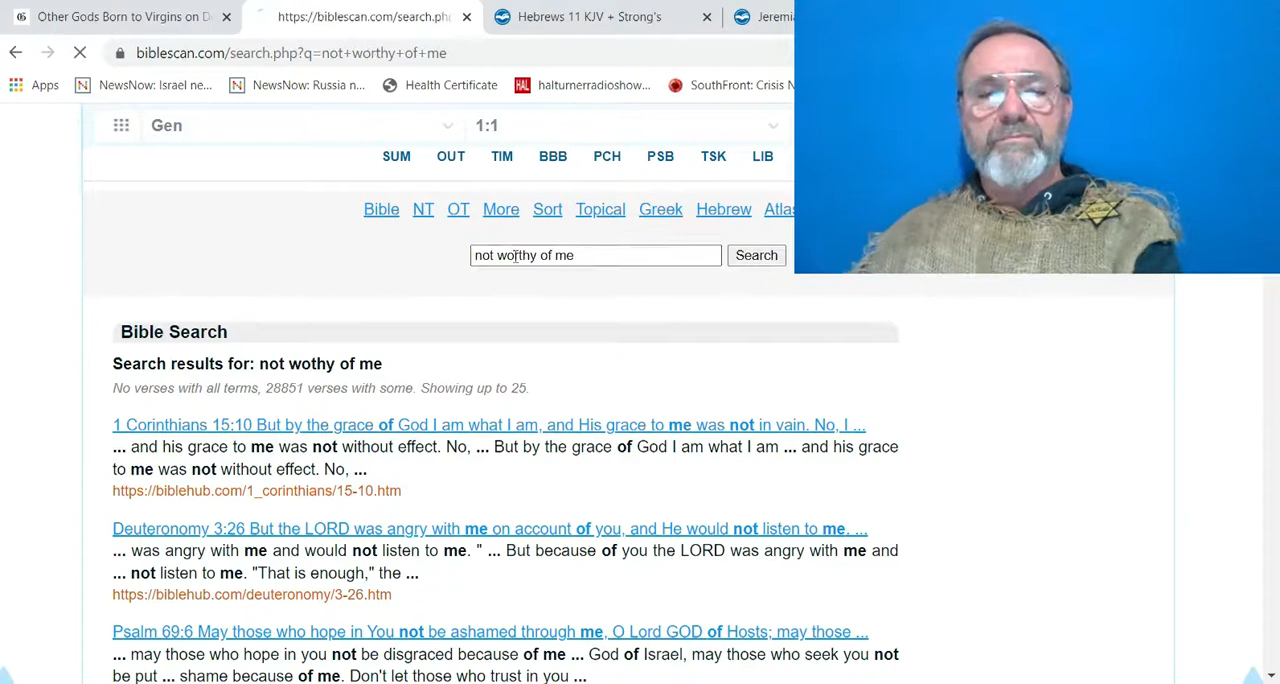 Other Gods Born to Virgins on D
https://biblescan.com/search.ph
Hebrews 11 KJV + Strong's
Jeremia
biblescan.com/search.php?q=not+worthy+of+me
Apps
NewsNow: Israel ne...
NewsNow: Russia n...
Health Certificate
HAL halturnerradioshow...
SouthFront: Crisis N
Gen
1:1
SUM OUT TIM BBB PCH PSB TSK LIB
Bible NT OT More Sort Topical Greek Hebrew Atlas
not worthy of me
Search
Bible Search
Search results for: not wothy of me
No verses with all terms, 28851 verses with some. Showing up to 25.
1 Corinthians 15:10 But by the grace of God I am what I am, and His grace to me was not in vain. No, I ...
... and his grace to me was not without effect. No, ... But by the grace of God I am what I am ... and his grace
to me was not without effect. No, ...
https://biblehub.com/1_corinthians/15-10.htm
Deuteronomy 3:26 But the LORD was angry with me on account of you, and He would not listen to me. ...
... was angry with me and would not listen to me. " ... But because of you the LORD was angry with me and
... not listen to me. "That is enough," the ...
https://biblehub.com/deuteronomy/3-26.htm
Psalm 69:6 May those who hope in You not be ashamed through me, O Lord GOD of Hosts; may those ...
... may those who hope in you not be disgraced because of me ... God of Israel, may those who seek you not
be put ... shame because of me. Don't let those who trust in you ...